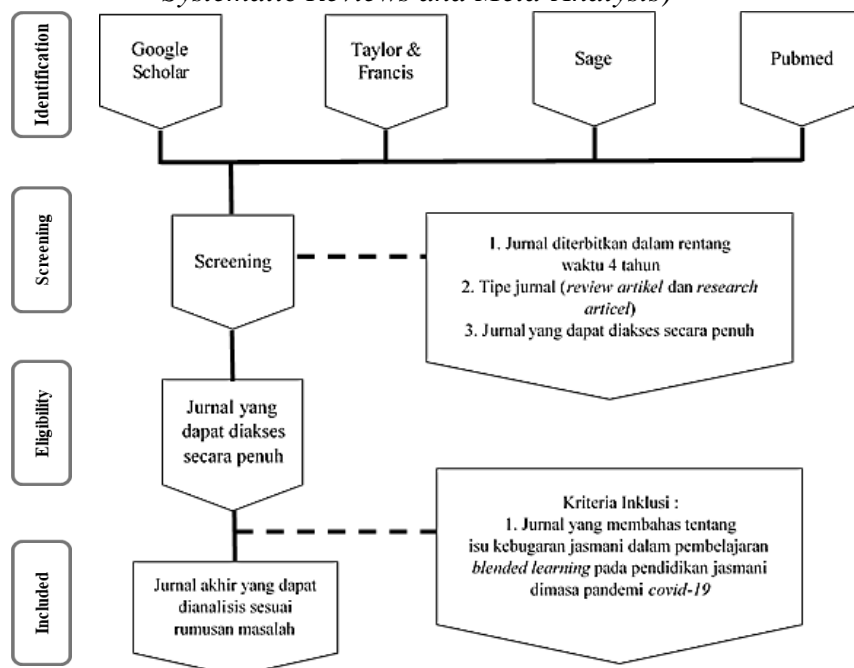 Systematic Reviews and Meta-Analysis)
Identification
Google
Scholar
Taylor &
Francis
Sage
Pubmed
Screening
Screening
1. Jurnal diterbitkan dalam rentang
waktu 4 tahun
2. Tipe jurnal (review artikel dan research
articel)
3. Jurnal yang dapat diakses secara penuh
Eligibility
Jurnal yang
dapat diakses
secara penuh
Kriteria Inklusi :
1. Jurnal yang membahas tentang
isu kebugaran jasmani dalam pembelajaran
blended learning pada pendidikan jasmani
dimasa pandemi covid-19
Included
Jurnal akhir yang dapat
dianalisis sesuai
rumusan masalah